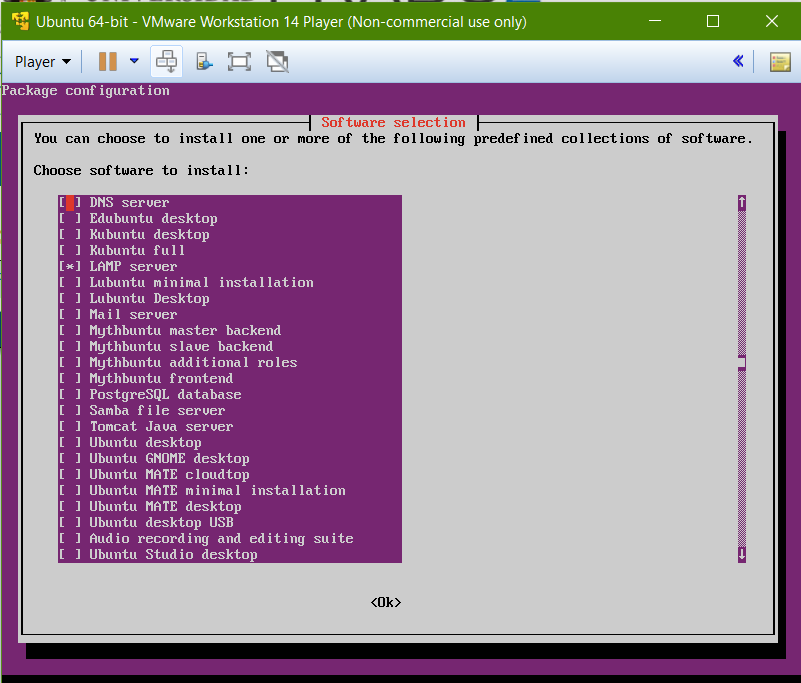 Ubuntu 64-bit - VMware Workstation 14 Player (Non-commercial use only)
Player
Package configuration
Software selection
You can choose to install one or more of the following predefined collections of software.
Choose software to install:
[ ] DNS server
[ ] Edubuntu desktop
[ ] Kubuntu desktop
[ ] Kubuntu full
[*] LAMP server
[ ] Lubuntu minimal installation
[ ] Lubuntu Desktop
[ ] Mail server
[ ] Mythbuntu master backend
[ ] Mythbuntu slave backend
[ ] Mythbuntu additional roles
[ ] Mythbuntu frontend
[ ] PostgreSQL database
[ ] Samba file server
[ ] Tomcat Java server
[ ] Ubuntu desktop
[ ] Ubuntu GNOME desktop
[ ] Ubuntu MATE cloudtop
[ ] Ubuntu MATE minimal installation
[ ] Ubuntu MATE desktop
[ ] Ubuntu desktop USB
[ ] Audio recording and editing suite
[ ] Ubuntu Studio desktop
<Ok>